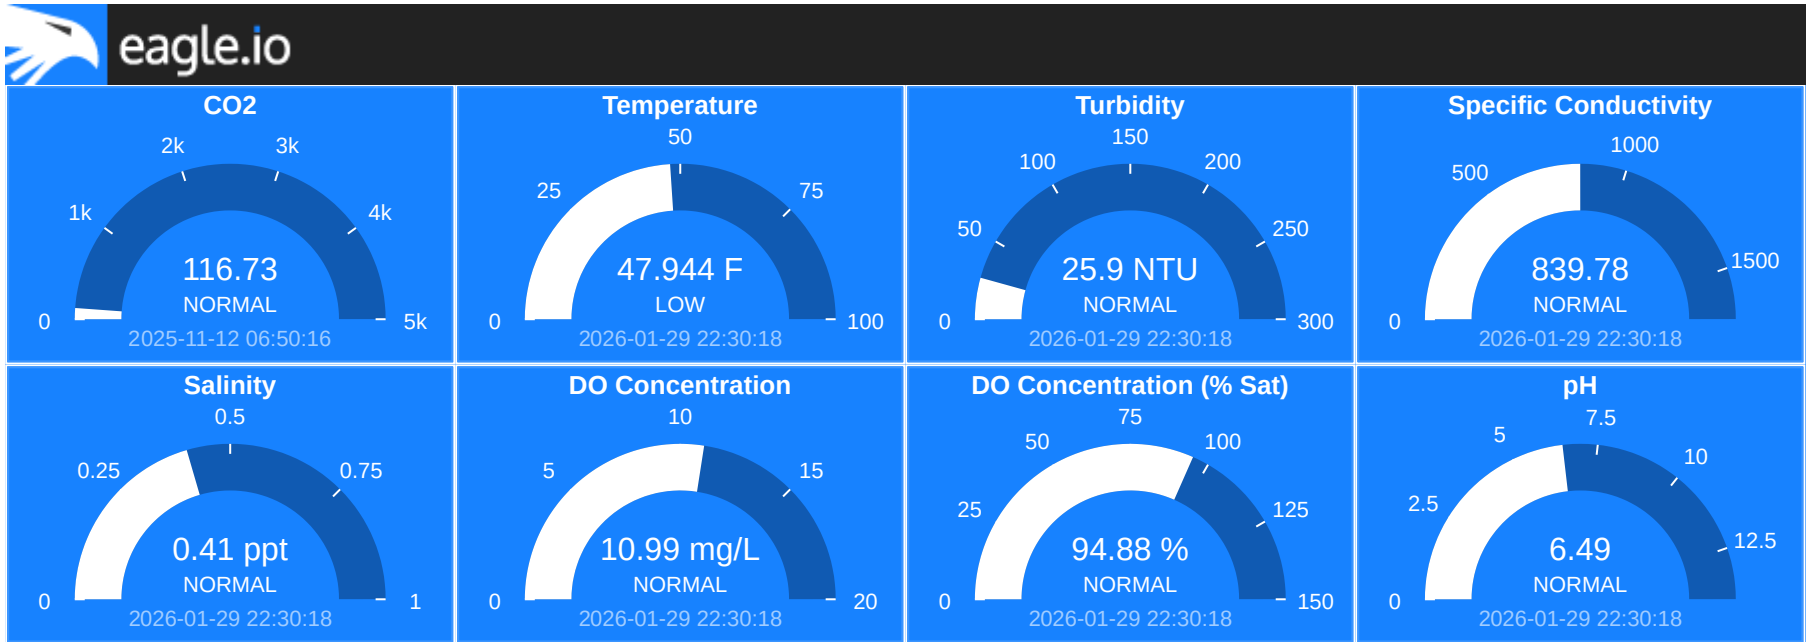 eagle.io
CO2
0
1k
2k
3k
4k
5k
116.73
NORMAL
2025-11-12 06:50:16
Temperature
0
25
50
75
100
47.944 F
LOW
2026-01-29 22:30:18
Turbidity
0
50
100
150
200
250
300
25.9 NTU
NORMAL
2026-01-29 22:30:18
Specific Conductivity
0
500
1000
1500
839.78
NORMAL
2026-01-29 22:30:18
Salinity
0
0.25
0.5
0.75
1
0.41 ppt
NORMAL
2026-01-29 22:30:18
DO Concentration
0
5
10
15
20
10.99 mg/L
NORMAL
2026-01-29 22:30:18
DO Concentration (% Sat)
0
25
50
75
100
125
150
94.88 %
NORMAL
2026-01-29 22:30:18
pH
0
2.5
5
7.5
10
12.5
6.49
NORMAL
2026-01-29 22:30:18